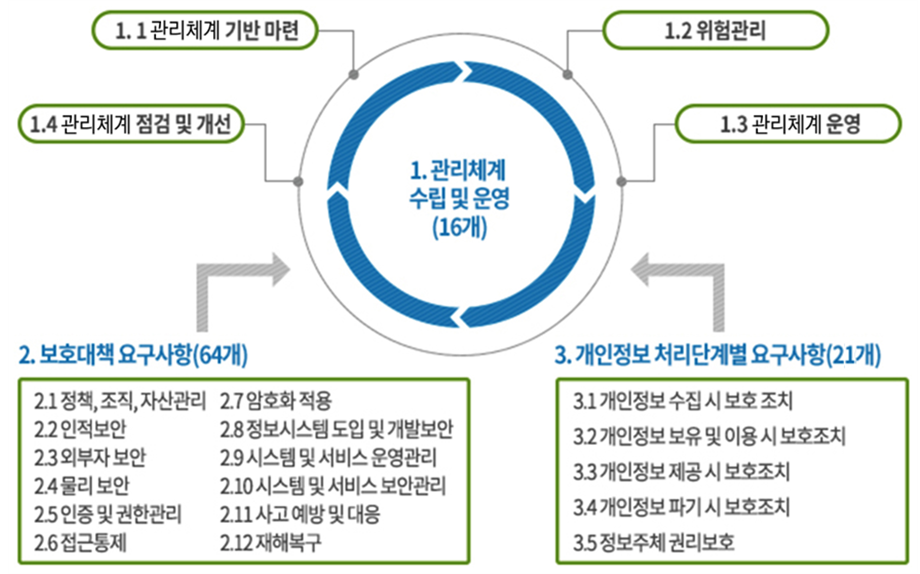 1. 1 관리체계 기반 마련
1.2 위험관리
1.4 관리체계 점검 및 개선
1.3 관리체계 운영
1. 관리체계
수립 및 운영
(16개)
2. 보호대책 요구사항(64개)
2.1 정책, 조직, 자산관리
2.2 인적보안
2.3 외부자 보안
2.4 물리 보안
2.5 인증 및 권한관리
2.6 접근통제
2.7 암호화 적용
2.8 정보시스템 도입 및 개발보안
2.9 시스템 및 서비스 운영관리
2.10 시스템 및 서비스 보안관리
2.11 사고 예방 및 대응
2.12 재해복구
3. 개인정보 처리단계별 요구사항(21개)
3.1 개인정보 수집 시 보호 조치
3.2 개인정보 보유 및 이용 시 보호조치
3.3 개인정보 제공 시 보호조치
3.4 개인정보 파기 시 보호조치
3.5 정보주체 권리보호